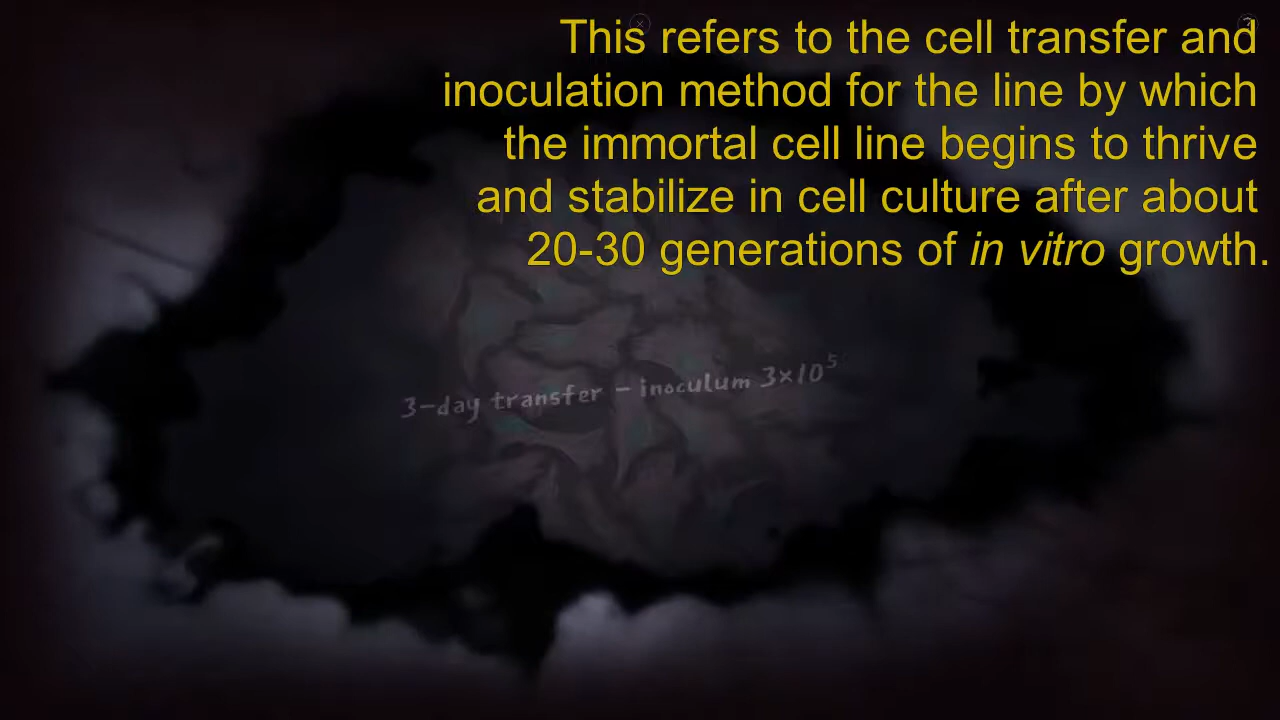 This refers to the cell transfer and
inoculation method for the line by which
the immortal cell line begins to thrive
and stabilize in cell culture after about
20-30 generations of in vitro growth.
3-day transfer – inoculum 3×10⁵